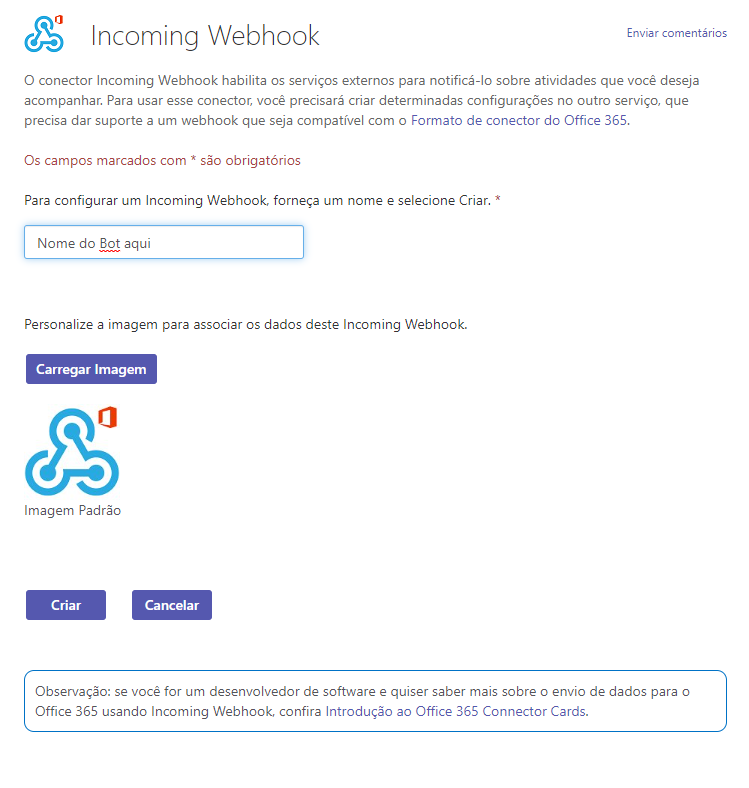 Incoming Webhook
Enviar comentários
O conector Incoming Webhook habilita os serviços externos para notificá-lo sobre atividades que você deseja
acompanhar. Para usar esse conector, você precisará criar determinadas configurações no outro serviço, que
precisa dar suporte a um webhook que seja compatível com o Formato de conector do Office 365.
Os campos marcados com * são obrigatórios
Para configurar um Incoming Webhook, forneça um nome e selecione Criar. *
Nome do Bot aqui
Personalize a imagem para associar os dados deste Incoming Webhook.
Carregar Imagem
Imagem Padrão
Criar
Cancelar
Observação: se você for um desenvolvedor de software e quiser saber mais sobre o envio de dados para o
Office 365 usando Incoming Webhook, confira Introdução ao Office 365 Connector Cards.